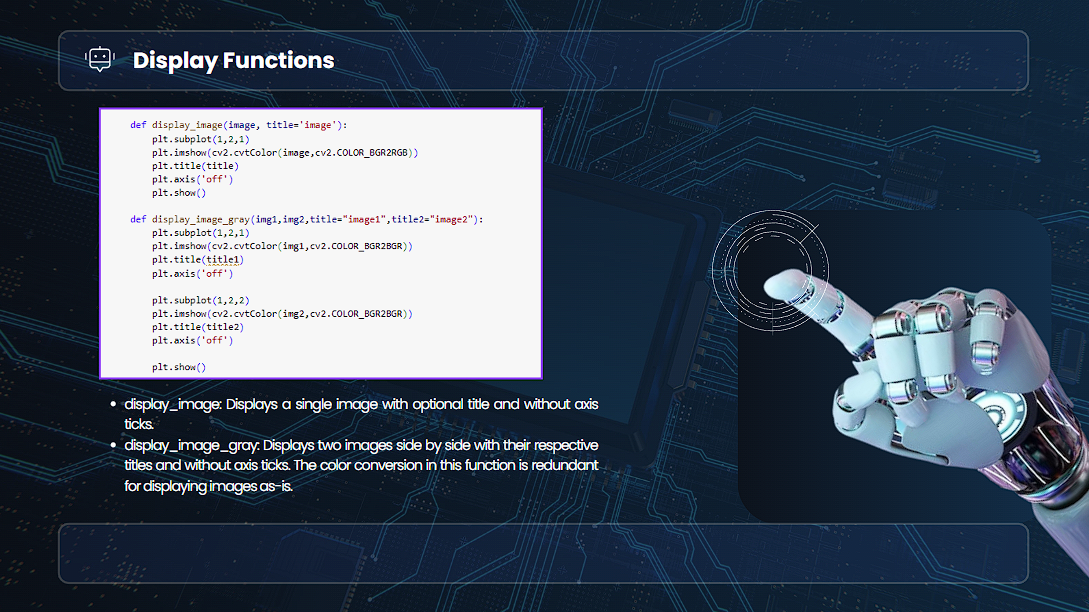 Display Functions
def display_image(image, title='image'):
plt.subplot(1,2,1)
plt.imshow(cv2.cvtColor(image,cv2.COLOR_BGR2RGB))
plt.title(title)
plt.axis('off')
plt.show()
def display_image_gray(img1,img2,title="image1",title2="image2"):
plt.subplot(1,2,1)
plt.imshow(cv2.cvtColor(img1,cv2.COLOR_BGR2BGR))
plt.title(title1)
plt.axis('off')
plt.subplot(1,2,2)
plt.imshow(cv2.cvtColor(img2,cv2.COLOR_BGR2BGR))
plt.title(title2)
plt.axis('off')
plt.show()
• display_image: Displays a single image with optional title and without axis
ticks.
• display_image_gray: Displays two images side by side with their respective
titles and without axis ticks. The color conversion in this function is redundant
for displaying images as-is.